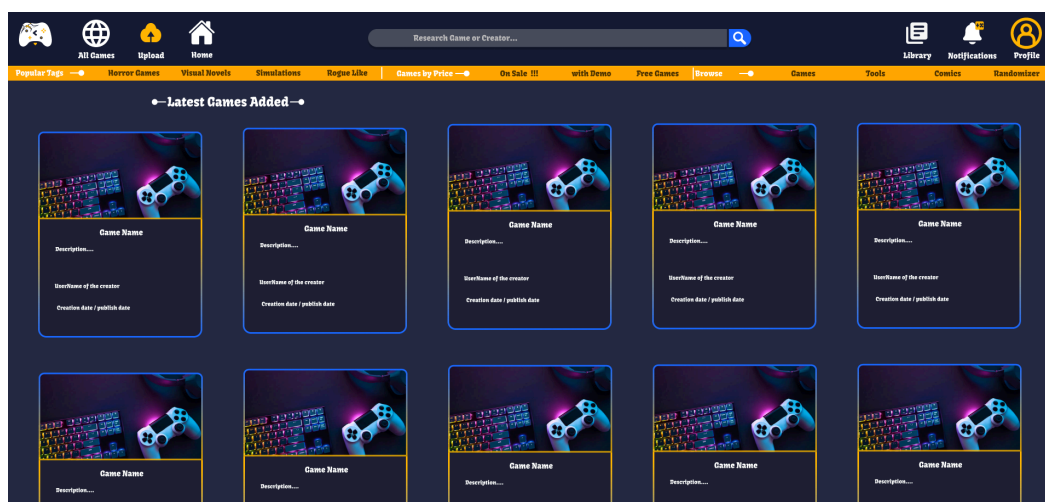 All Games
Upload
Home
Research Game or Creator...
Library
Notifications
Profile
Popular Tags
Horror Games
Visual Novels
Simulations
Rogue Like
Games by Price
On Sale !!!
with Demo
Free Games
Browse
Games
Tools
Comics
Randomizer
Latest Games Added
Game Name
Description....
UserName of the creator
Creation date / publish date
Game Name
Description....
UserName of the creator
Creation date / publish date
Game Name
Description....
UserName of the creator
Creation date / publish date
Game Name
Description....
UserName of the creator
Creation date / publish date
Game Name
Description....
UserName of the creator
Creation date / publish date
Game Name
Description....
Game Name
Description....
Game Name
Description....
Game Name
Description....
Game Name
Description....